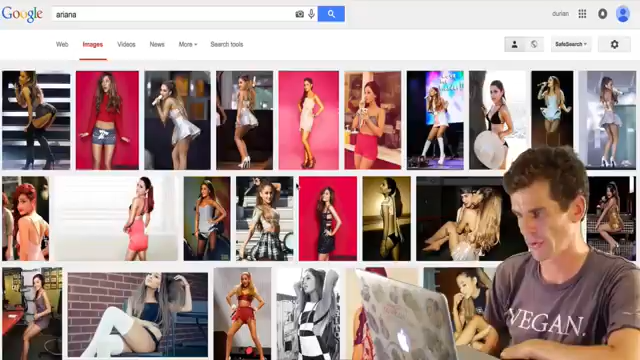 Google
ariana
durian
Web Images Videos News More Search tools
SafeSearch
VEGAN.